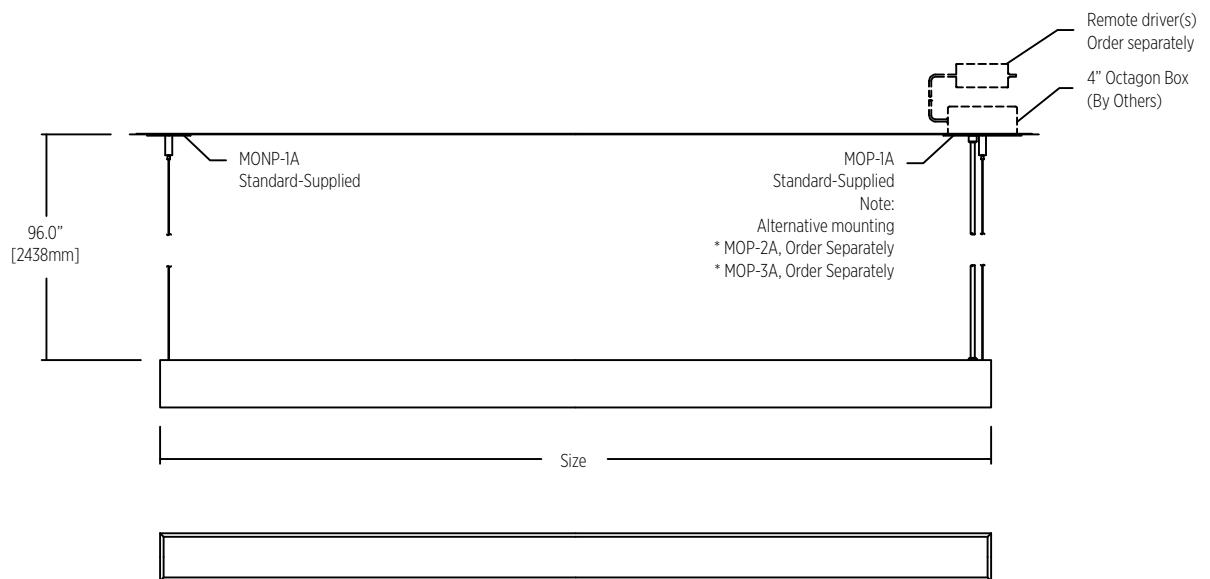 Remote driver(s)
Order separately
4” Octagon Box
(By Others)
MONP-1A
Standard-Supplied
MOP-1A
Standard-Supplied
Note:
Alternative mounting
* MOP-2A, Order Separately
* MOP-3A, Order Separately
96.0”
[2438mm]
Size